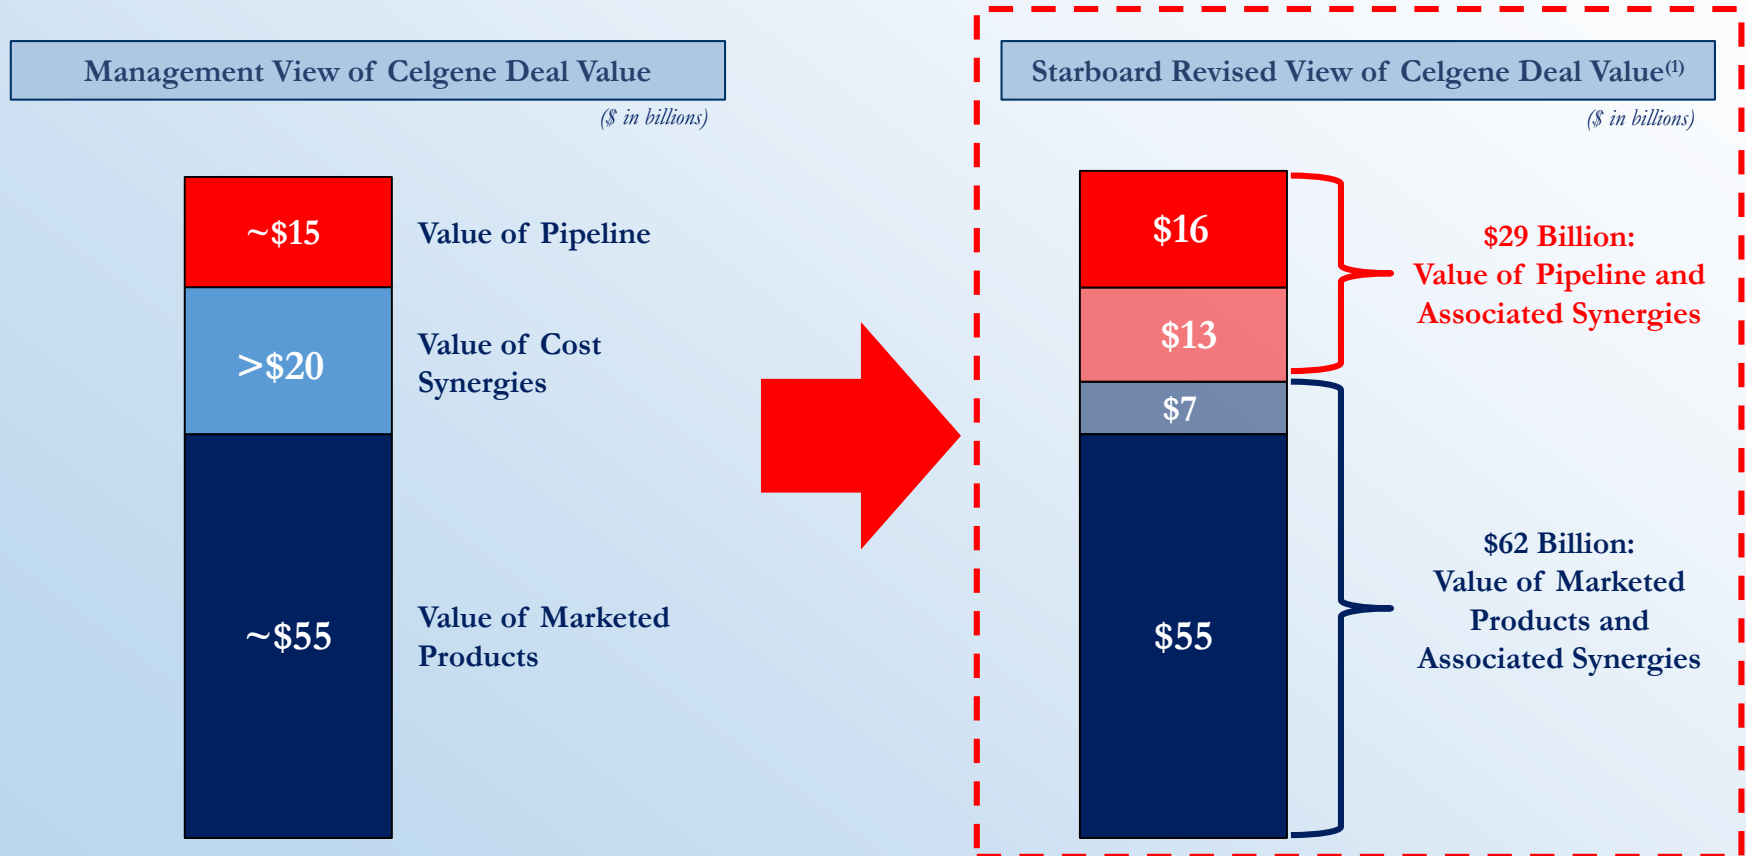 Management View of Celgene Deal Value
($ in billions)
~$15
Value of Pipeline
>$20
Value of Cost
Synergies
~$55
Value of Marketed
Products
Starboard Revised View of Celgene Deal Value(1)
($ in billions)
$16
$13
$7
$55
$29 Billion:
Value of Pipeline and
Associated Synergies
$62 Billion:
Value of Marketed
Products and
Associated Synergies